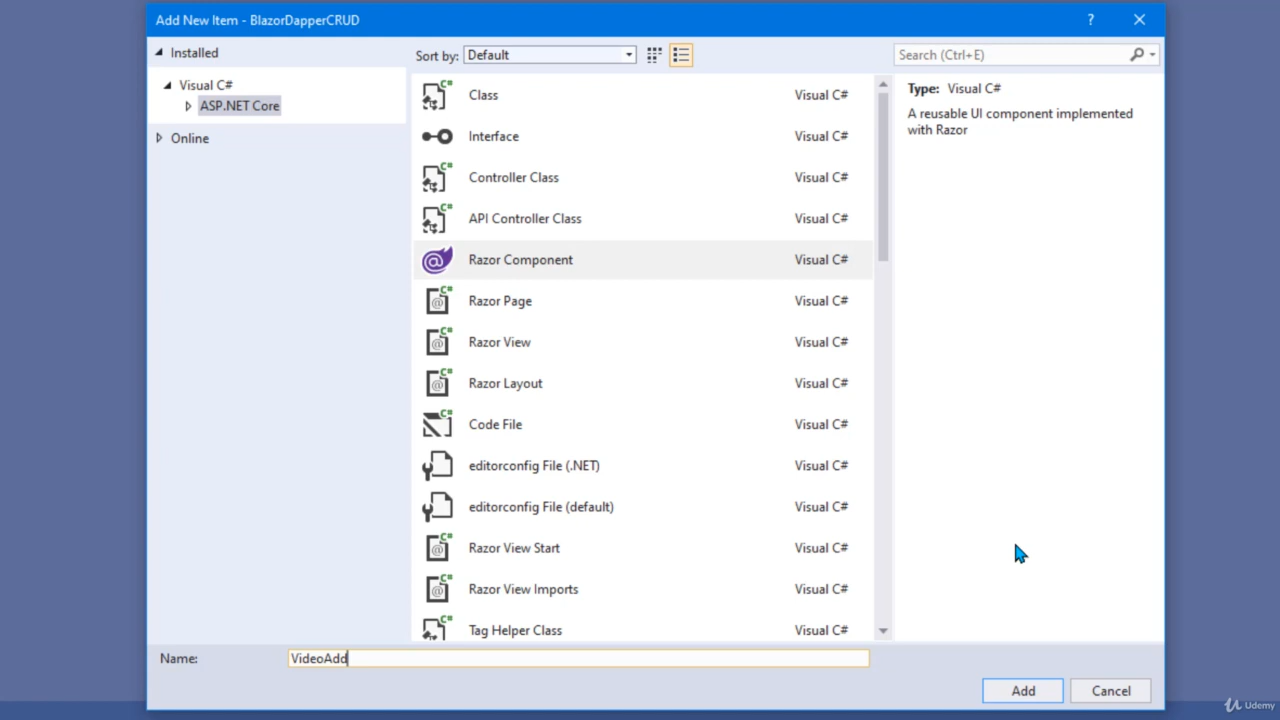 Add New Item - BlazorDapperCRUD
?
Installed
Visual C#
ASP.NET Core
Online
Sort by: Default
Search (Ctrl+E)
Class Visual C#
Interface Visual C#
Controller Class Visual C#
API Controller Class Visual C#
Razor Component Visual C#
Razor Page Visual C#
Razor View Visual C#
Razor Layout Visual C#
Code File Visual C#
editorconfig File (.NET) Visual C#
editorconfig File (default) Visual C#
Razor View Start Visual C#
Razor View Imports Visual C#
Tag Helper Class Visual C#
Type: Visual C#
A reusable UI component implemented
with Razor
Name: VideoAdd
Add Cancel
Udemy